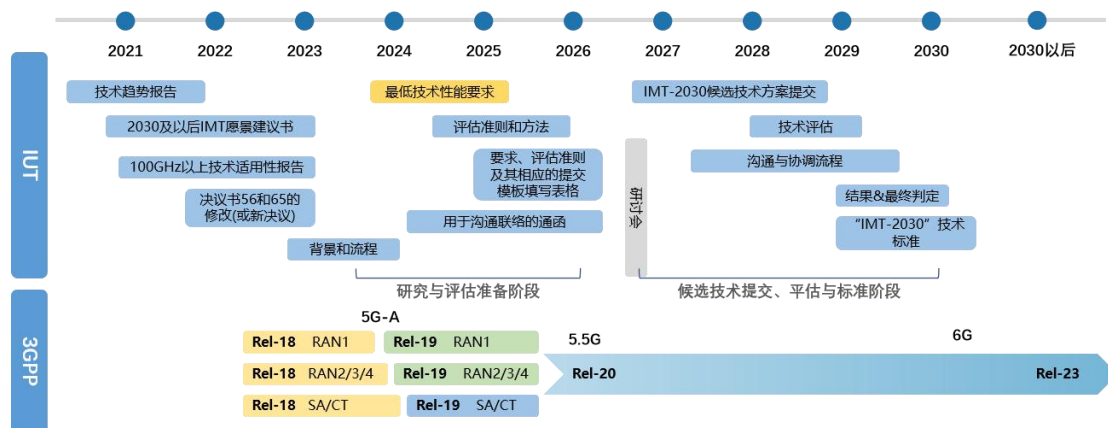 2021 2022 2023 2024 2025 2026 2027 2028 2029 2030 2030以后
IUT
技术趋势报告
最低技术性能要求
IMT-2030候选技术方案提交
2030及以后IMT愿景建议书
评估准则和方法
技术评估
100GHz以上技术适用性报告
要求、评估准则
及其相应的提交
模板填写表格
研讨会
沟通与协调流程
决议书56和65的
修改(或新决议)
用于沟通联络的通函
结果&最终判定
“IMT-2030”技术
标准
背景和流程
研究与评估准备阶段
候选技术提交、平估与标准阶段
3GPP
5G-A
5.5G
6G
Rel-18 RAN1
Rel-19 RAN1
Rel-18 RAN2/3/4
Rel-19 RAN2/3/4
Rel-20
Rel-23
Rel-18 SA/CT
Rel-19 SA/CT